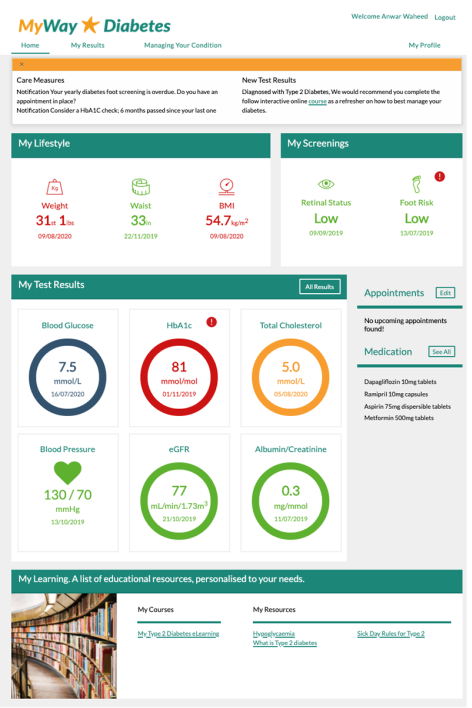 MyWay Diabetes
Welcome Anwar Waheed Logout
Home My Results Managing Your Condition My Profile
×
Care Measures
Notification Your yearly diabetes foot screening is overdue. Do you have an
appointment in place?
Notification Consider a HbA1C check; 6 months passed since your last one
New Test Results
Diagnosed with Type 2 Diabetes, We would recommend you complete the
follow interactive online course as a refresher on how to best manage your
diabetes.
My Lifestyle
Kg
Weight
31st 1lbs
09/08/2020
Waist
33in
22/11/2019
BMI
54.7kg/m²
09/08/2020
My Screenings
Retinal Status
Low
09/09/2019
!
Foot Risk
Low
13/07/2019
My Test Results
All Results
Blood Glucose
7.5
mmol/L
16/07/2020
HbA1c !
81
mmol/mol
01/11/2019
Total Cholesterol
5.0
mmol/L
05/08/2020
Blood Pressure
130 / 70
mmHg
13/10/2019
eGFR
77
mL/min/1.73m³
21/10/2019
Albumin/Creatinine
0.3
mg/mmol
11/07/2019
Appointments Edit
No upcoming appointments
found!
Medication See All
Dapagliflozin 10mg tablets
Ramipril 10mg capsules
Aspirin 75mg dispersible tablets
Metformin 500mg tablets
My Learning. A list of educational resources, personalised to your needs.
My Courses
My Type 2 Diabetes eLearning
My Resources
Hypoglycaemia
What is Type 2 diabetes
Sick Day Rules for Type 2